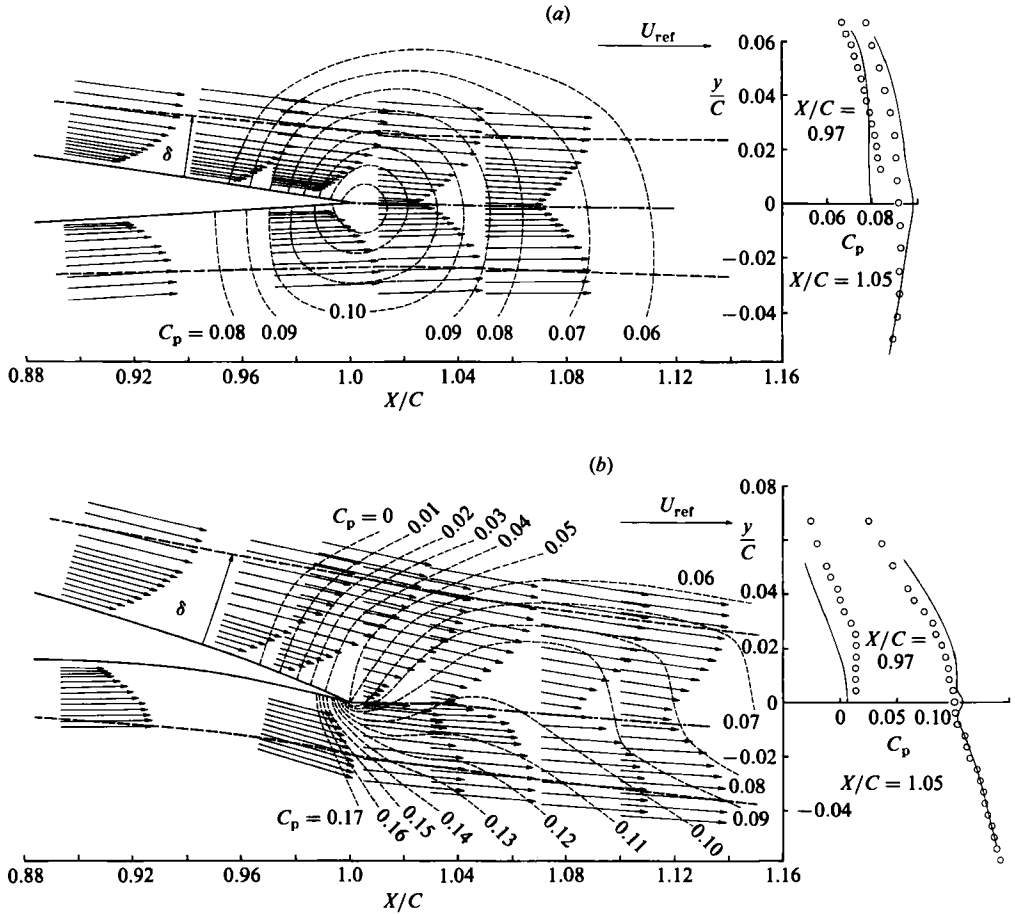 (a)
U_ref
0.06
y/C
0.04
X/C =
0.97
0.02
δ
0
0.06 0.08
C_p
−0.02
X/C = 1.05
0.10
C_p = 0.08 0.09 0.09 0.08 0.07 0.06
−0.04
0.88 0.92 0.96 1.0 1.04 1.08 1.12 1.16
X/C
(b)
0.08
U_ref
C_p = 0 0.01 0.02 0.03 0.04 0.05
y/C
0.06
0.06
0.04
δ
X/C =
0.97
0.02
0
0 0.05 0.10
0.07
C_p
−0.02
X/C = 1.05
0.08
0.09
−0.04
C_p = 0.17 0.16 0.15 0.14 0.13 0.12 0.11 0.10
0.88 0.92 0.96 1.0 1.04 1.08 1.12 1.16
X/C